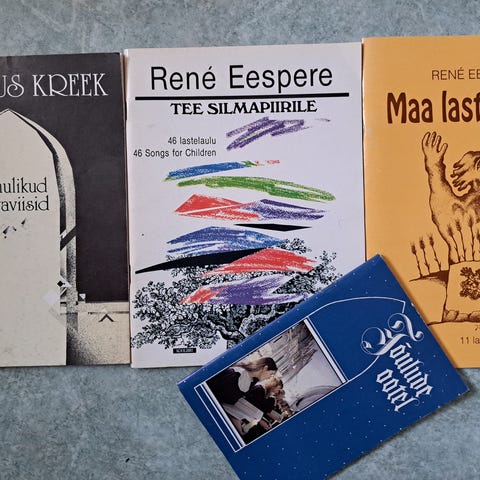 US KREEK
ulikud
aviisid
René Eespere
TEE SILMAPIIRILE
46 lastelaulu
46 Songs for Children
RENÉ EE
Maa last
11 la
Jõulude
ootel